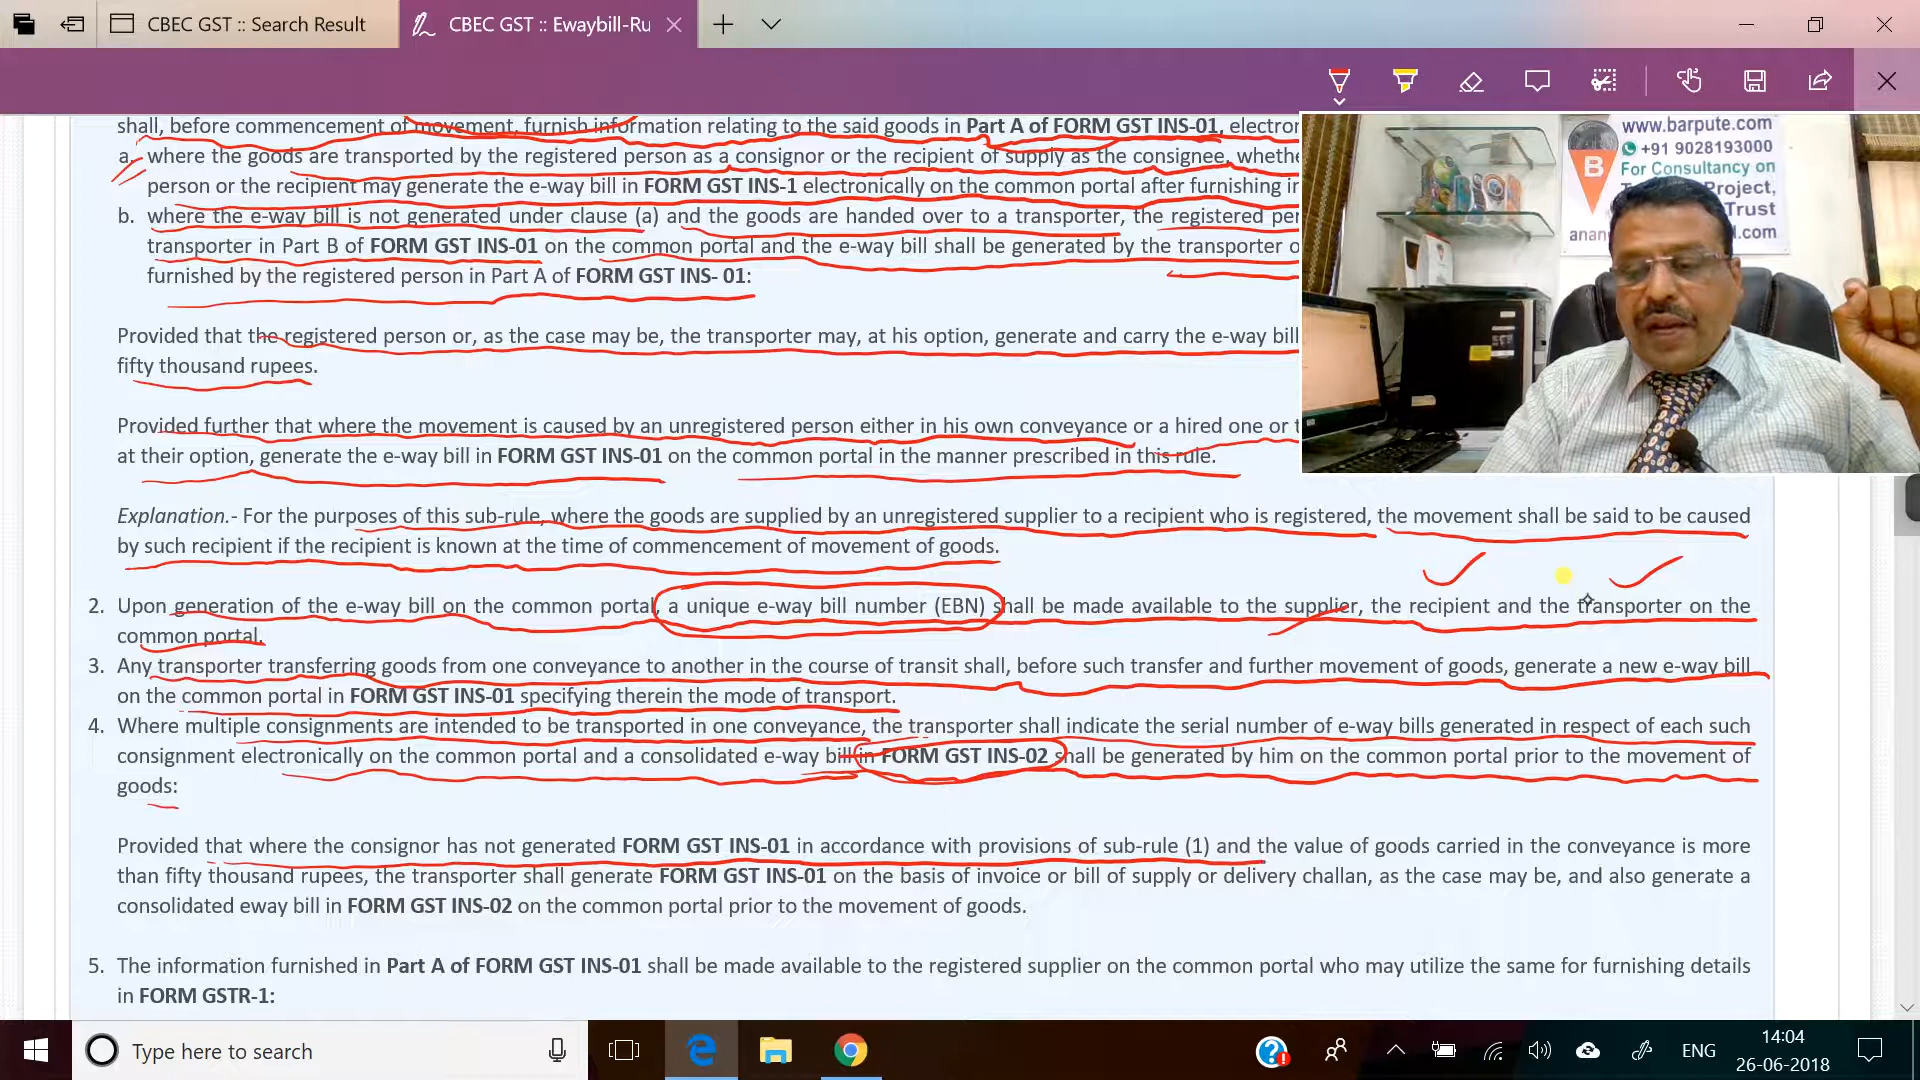 CBEC GST :: Search Result
CBEC GST :: Ewaybill-Ru
shall, before commencement of movement, furnish information relating to the said goods in Part A of FORM GST INS-01, electron
a. where the goods are transported by the registered person as a consignor or the recipient of supply as the consignee, whethe
person or the recipient may generate the e-way bill in FORM GST INS-1 electronically on the common portal after furnishing in
b. where the e-way bill is not generated under clause (a) and the goods are handed over to a transporter, the registered per
transporter in Part B of FORM GST INS-01 on the common portal and the e-way bill shall be generated by the transporter o
furnished by the registered person in Part A of FORM GST INS- 01:
Provided that the registered person or, as the case may be, the transporter may, at his option, generate and carry the e-way bill
fifty thousand rupees.
Provided further that where the movement is caused by an unregistered person either in his own conveyance or a hired one or t
at their option, generate the e-way bill in FORM GST INS-01 on the common portal in the manner prescribed in this rule.
Explanation.- For the purposes of this sub-rule, where the goods are supplied by an unregistered supplier to a recipient who is registered, the movement shall be said to be caused
by such recipient if the recipient is known at the time of commencement of movement of goods.
2. Upon generation of the e-way bill on the common portal, a unique e-way bill number (EBN) shall be made available to the supplier, the recipient and the transporter on the
common portal.
3. Any transporter transferring goods from one conveyance to another in the course of transit shall, before such transfer and further movement of goods, generate a new e-way bill
on the common portal in FORM GST INS-01 specifying therein the mode of transport.
4. Where multiple consignments are intended to be transported in one conveyance, the transporter shall indicate the serial number of e-way bills generated in respect of each such
consignment electronically on the common portal and a consolidated e-way bill in FORM GST INS-02 shall be generated by him on the common portal prior to the movement of
goods:
Provided that where the consignor has not generated FORM GST INS-01 in accordance with provisions of sub-rule (1) and the value of goods carried in the conveyance is more
than fifty thousand rupees, the transporter shall generate FORM GST INS-01 on the basis of invoice or bill of supply or delivery challan, as the case may be, and also generate a
consolidated eway bill in FORM GST INS-02 on the common portal prior to the movement of goods.
5. The information furnished in Part A of FORM GST INS-01 shall be made available to the registered supplier on the common portal who may utilize the same for furnishing details
in FORM GSTR-1:
www.barpute.com
+91 9028193000
For Consultancy on
Project,
Trust
B
Type here to search
ENG
14:04
26-06-2018